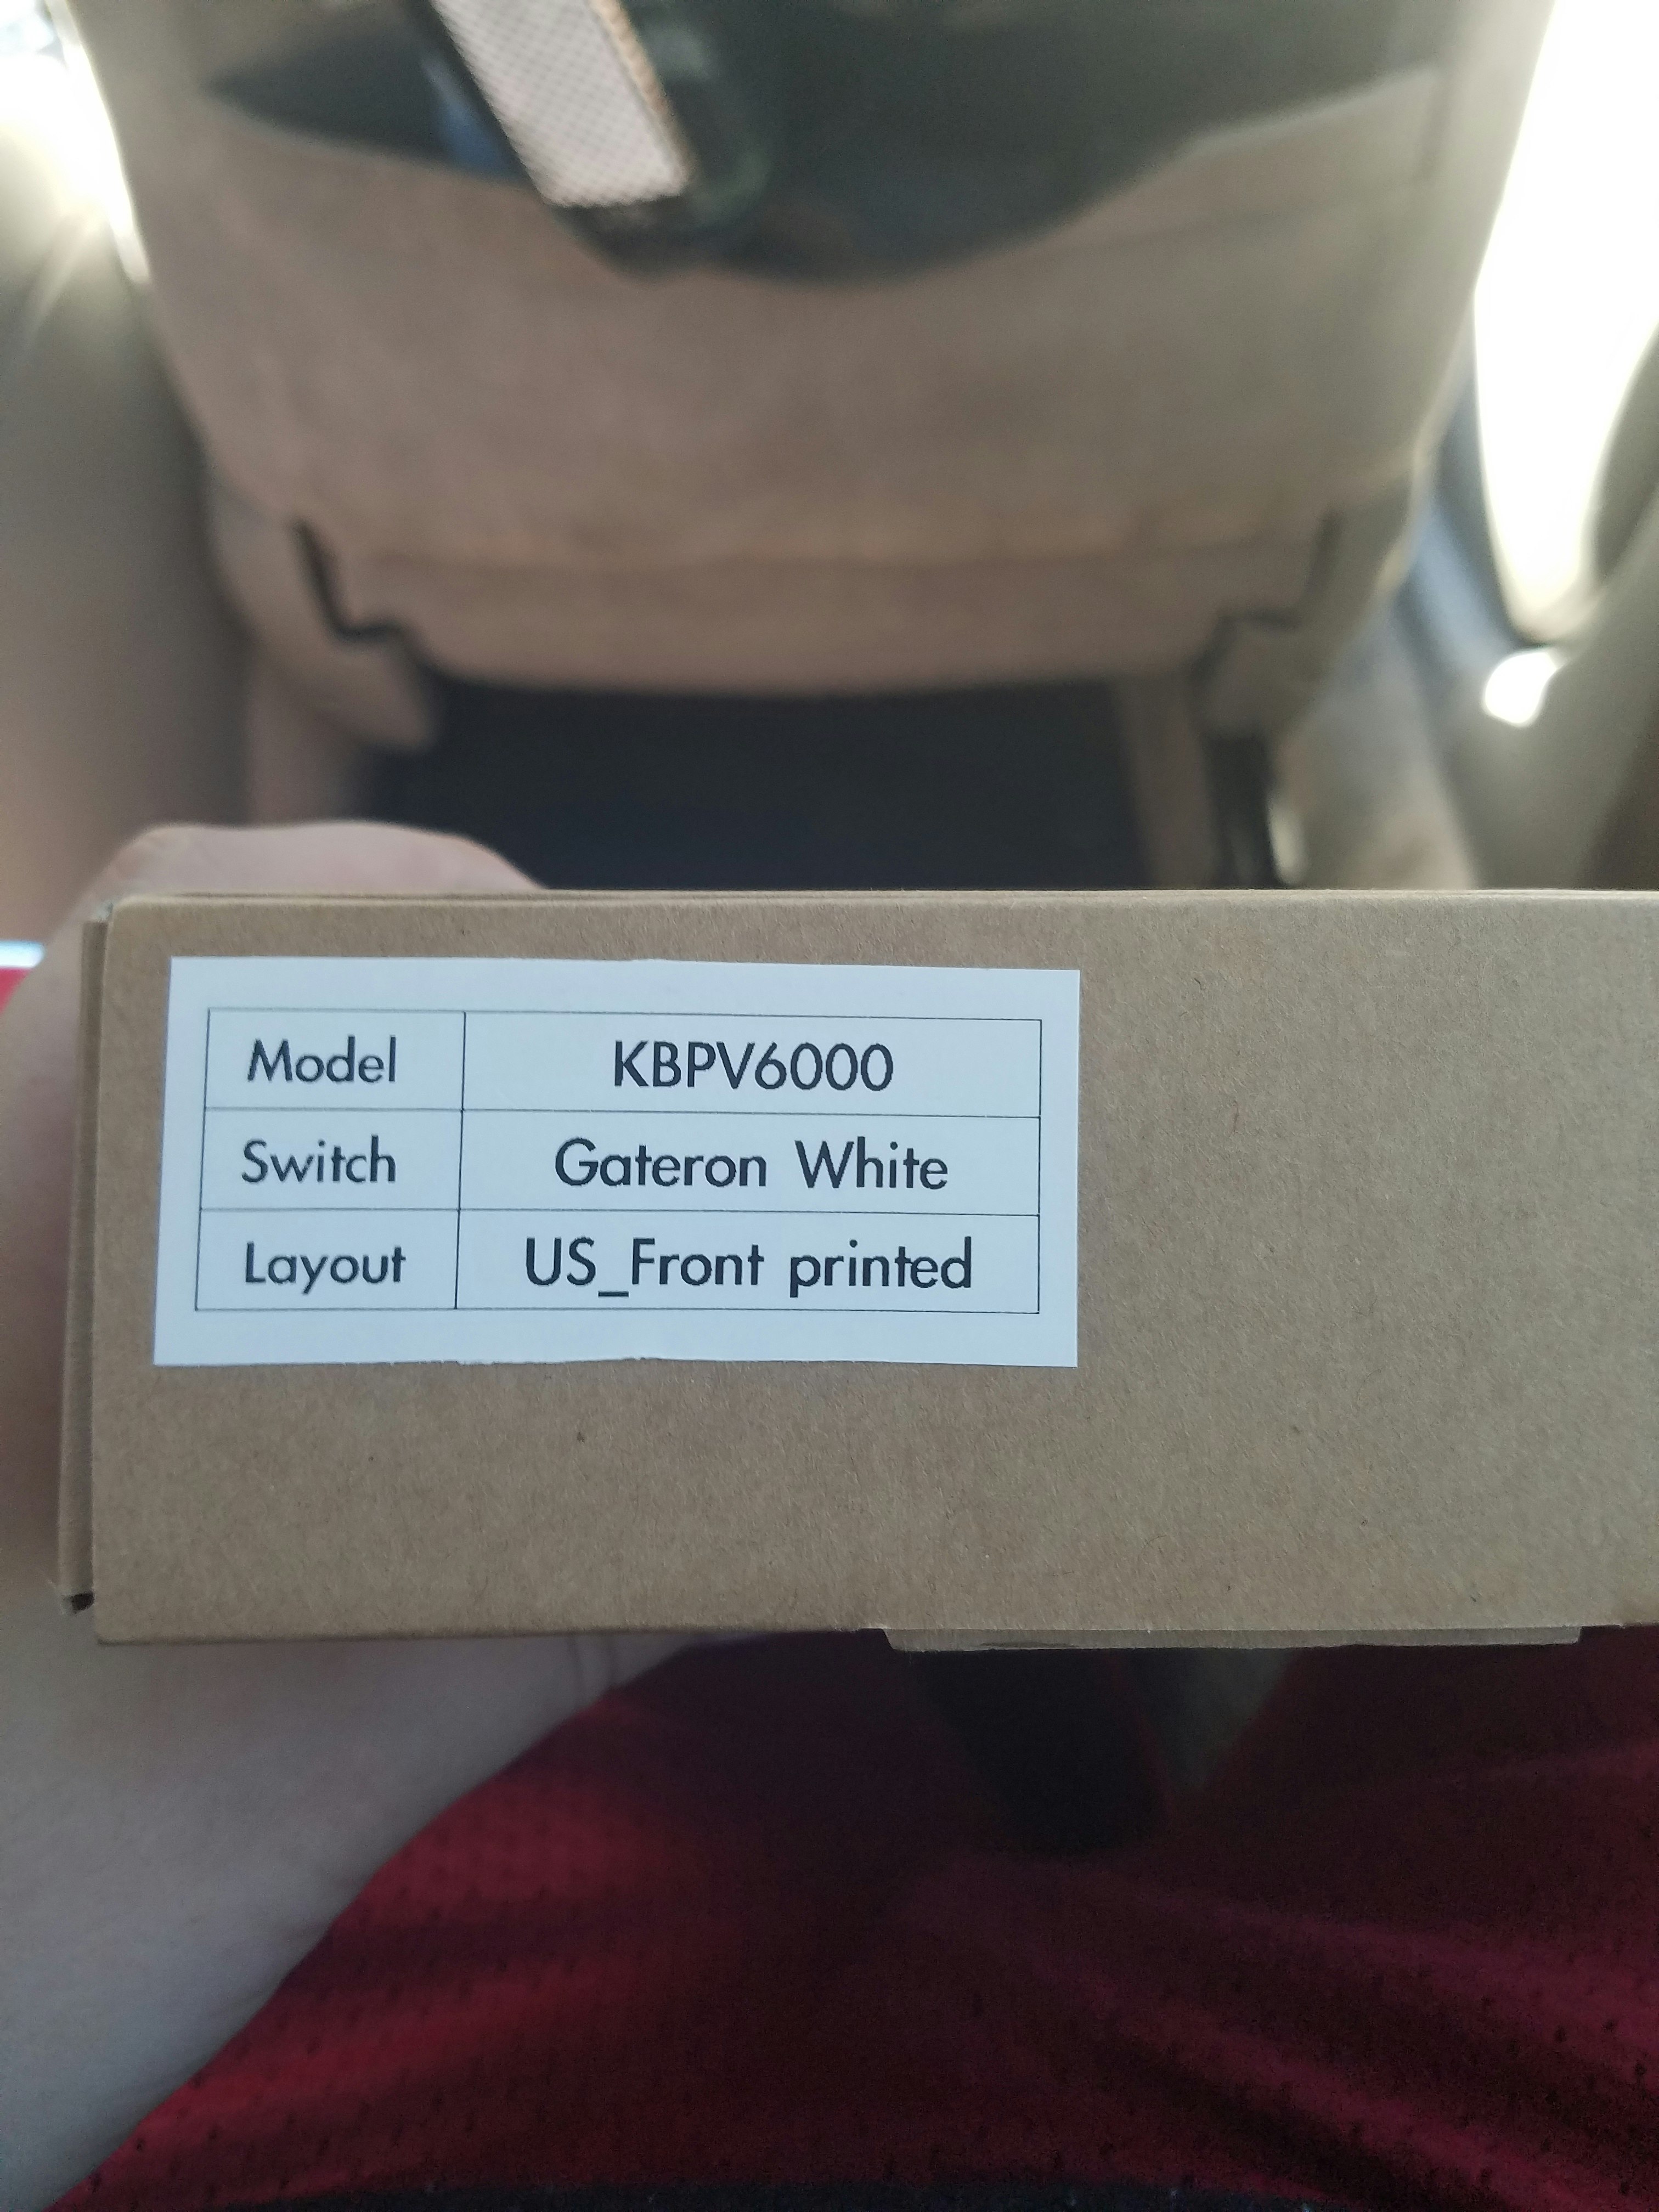 Model KBPV6000
Switch Gateron White
Layout US_Front printed